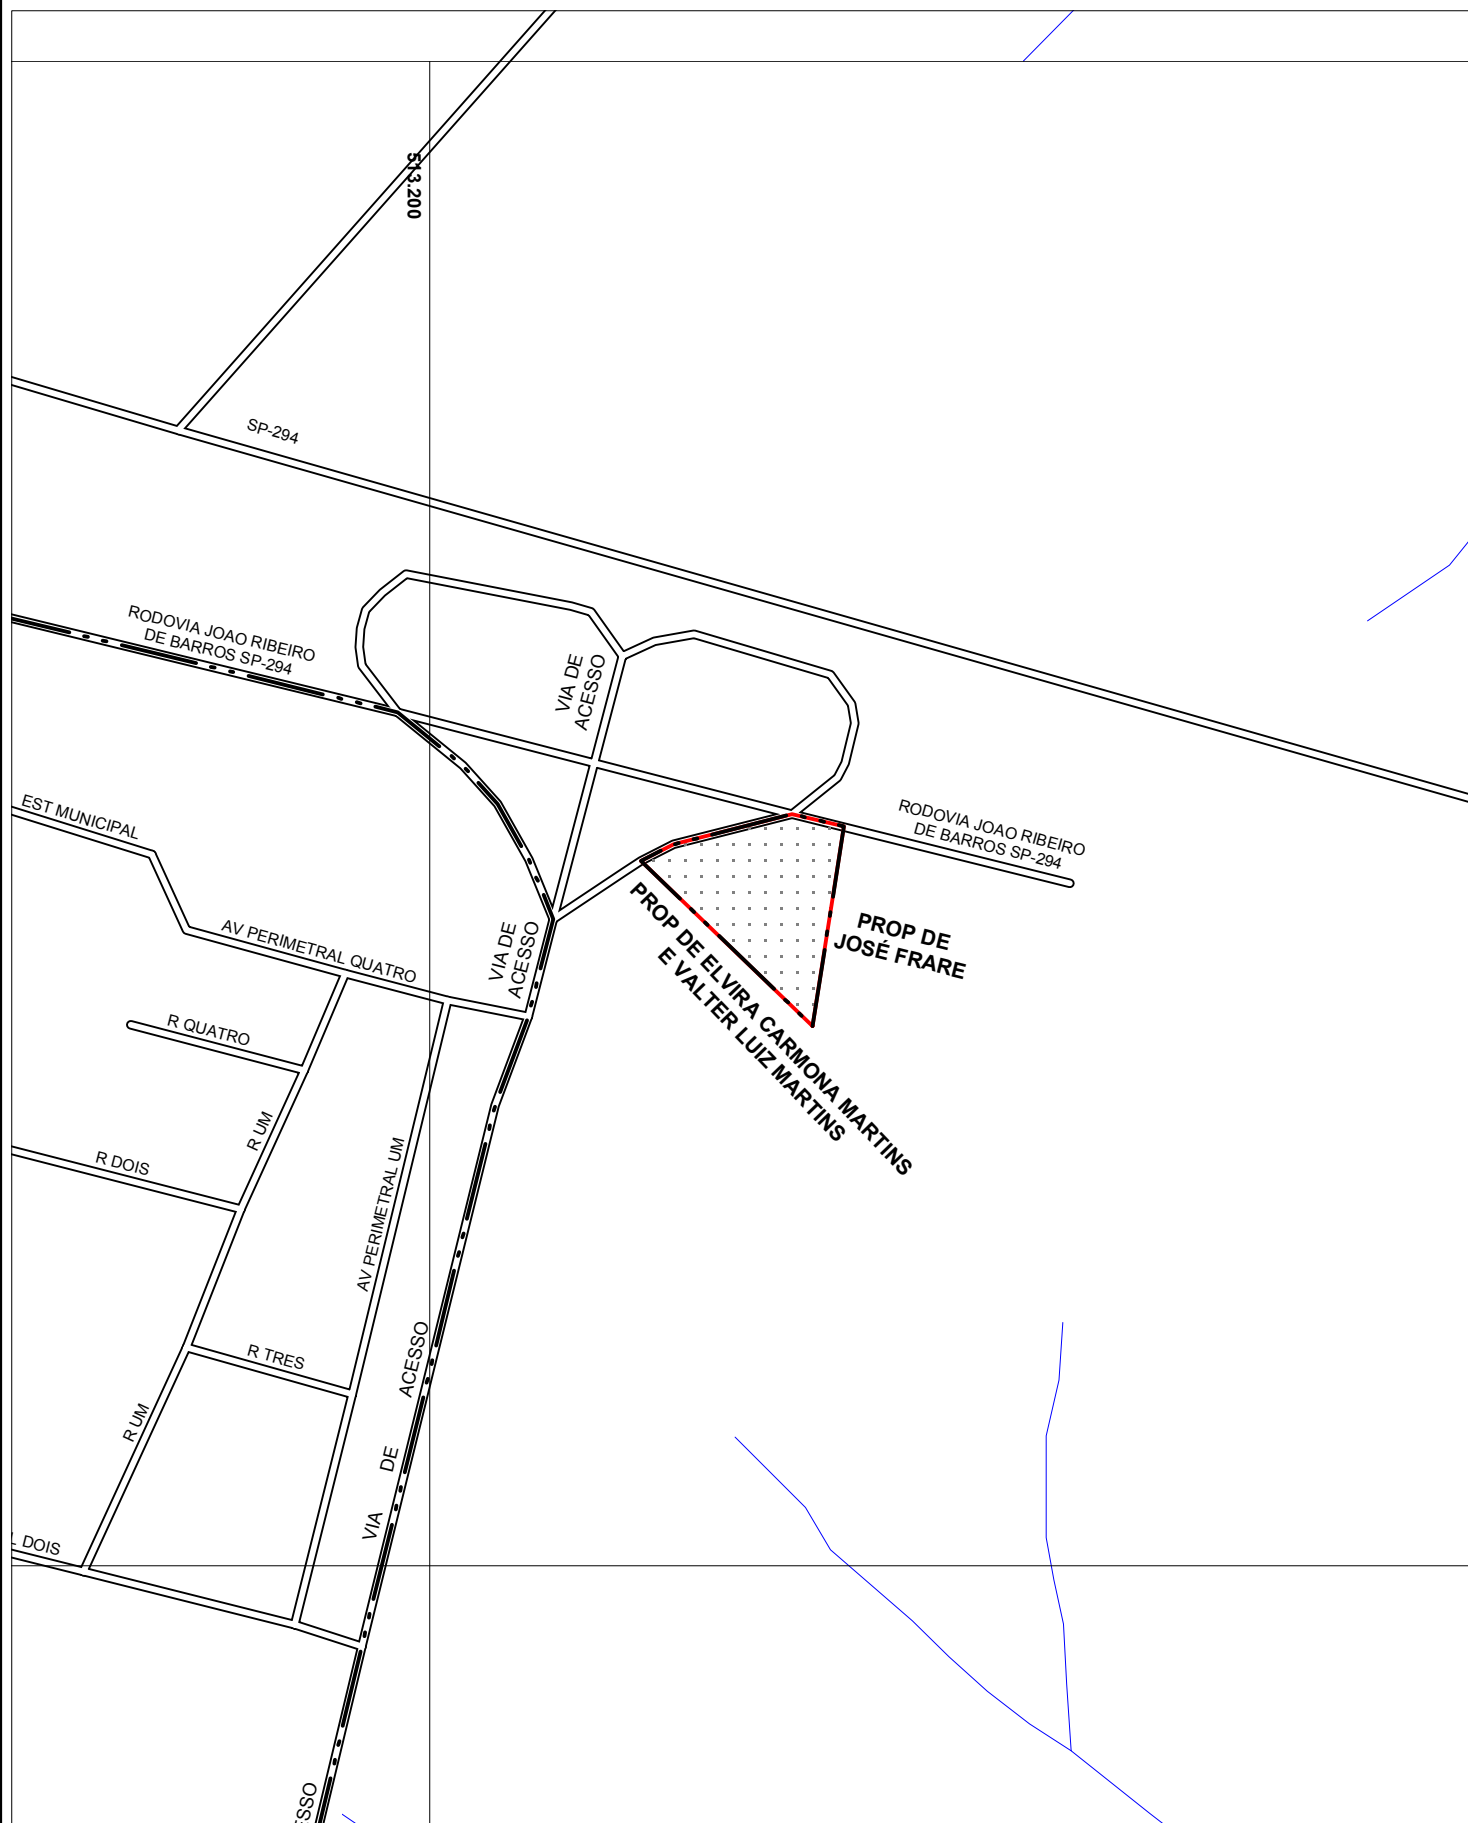 513.200
SP-294
RODOVIA JOAO RIBEIRO
DE BARROS SP-294
VIA DE
ACESSO
EST MUNICIPAL
RODOVIA JOAO RIBEIRO
DE BARROS SP-294
AV PERIMETRAL QUATRO
VIA DE
ACESSO
PROP DE
JOSÉ FRARE
PROP DE ELVIRA CARMONA MARTINS
E VALTER LUIZ MARTINS
R QUATRO
R UM
R DOIS
AV PERIMETRAL UM
R TRES
VIA DE ACESSO
R UM
L DOIS
ESSO